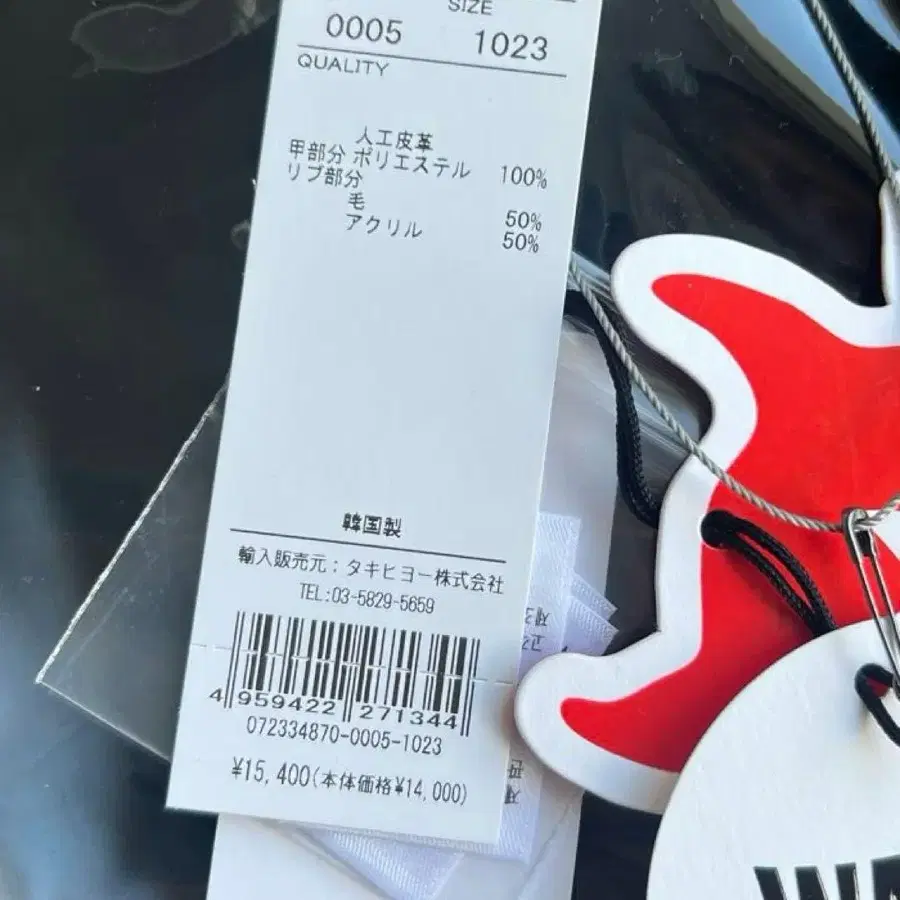 SIZE
0005 1023
QUALITY
人工皮革
甲部分 ポリエステル 100%
リブ部分
毛 50%
アクリル 50%
韓国製
輸入販売元：タキヒヨー株式会社
TEL:03-5829-5659
4 959422 271344
072334870-0005-1023
¥15,400(本体価格¥14,000)